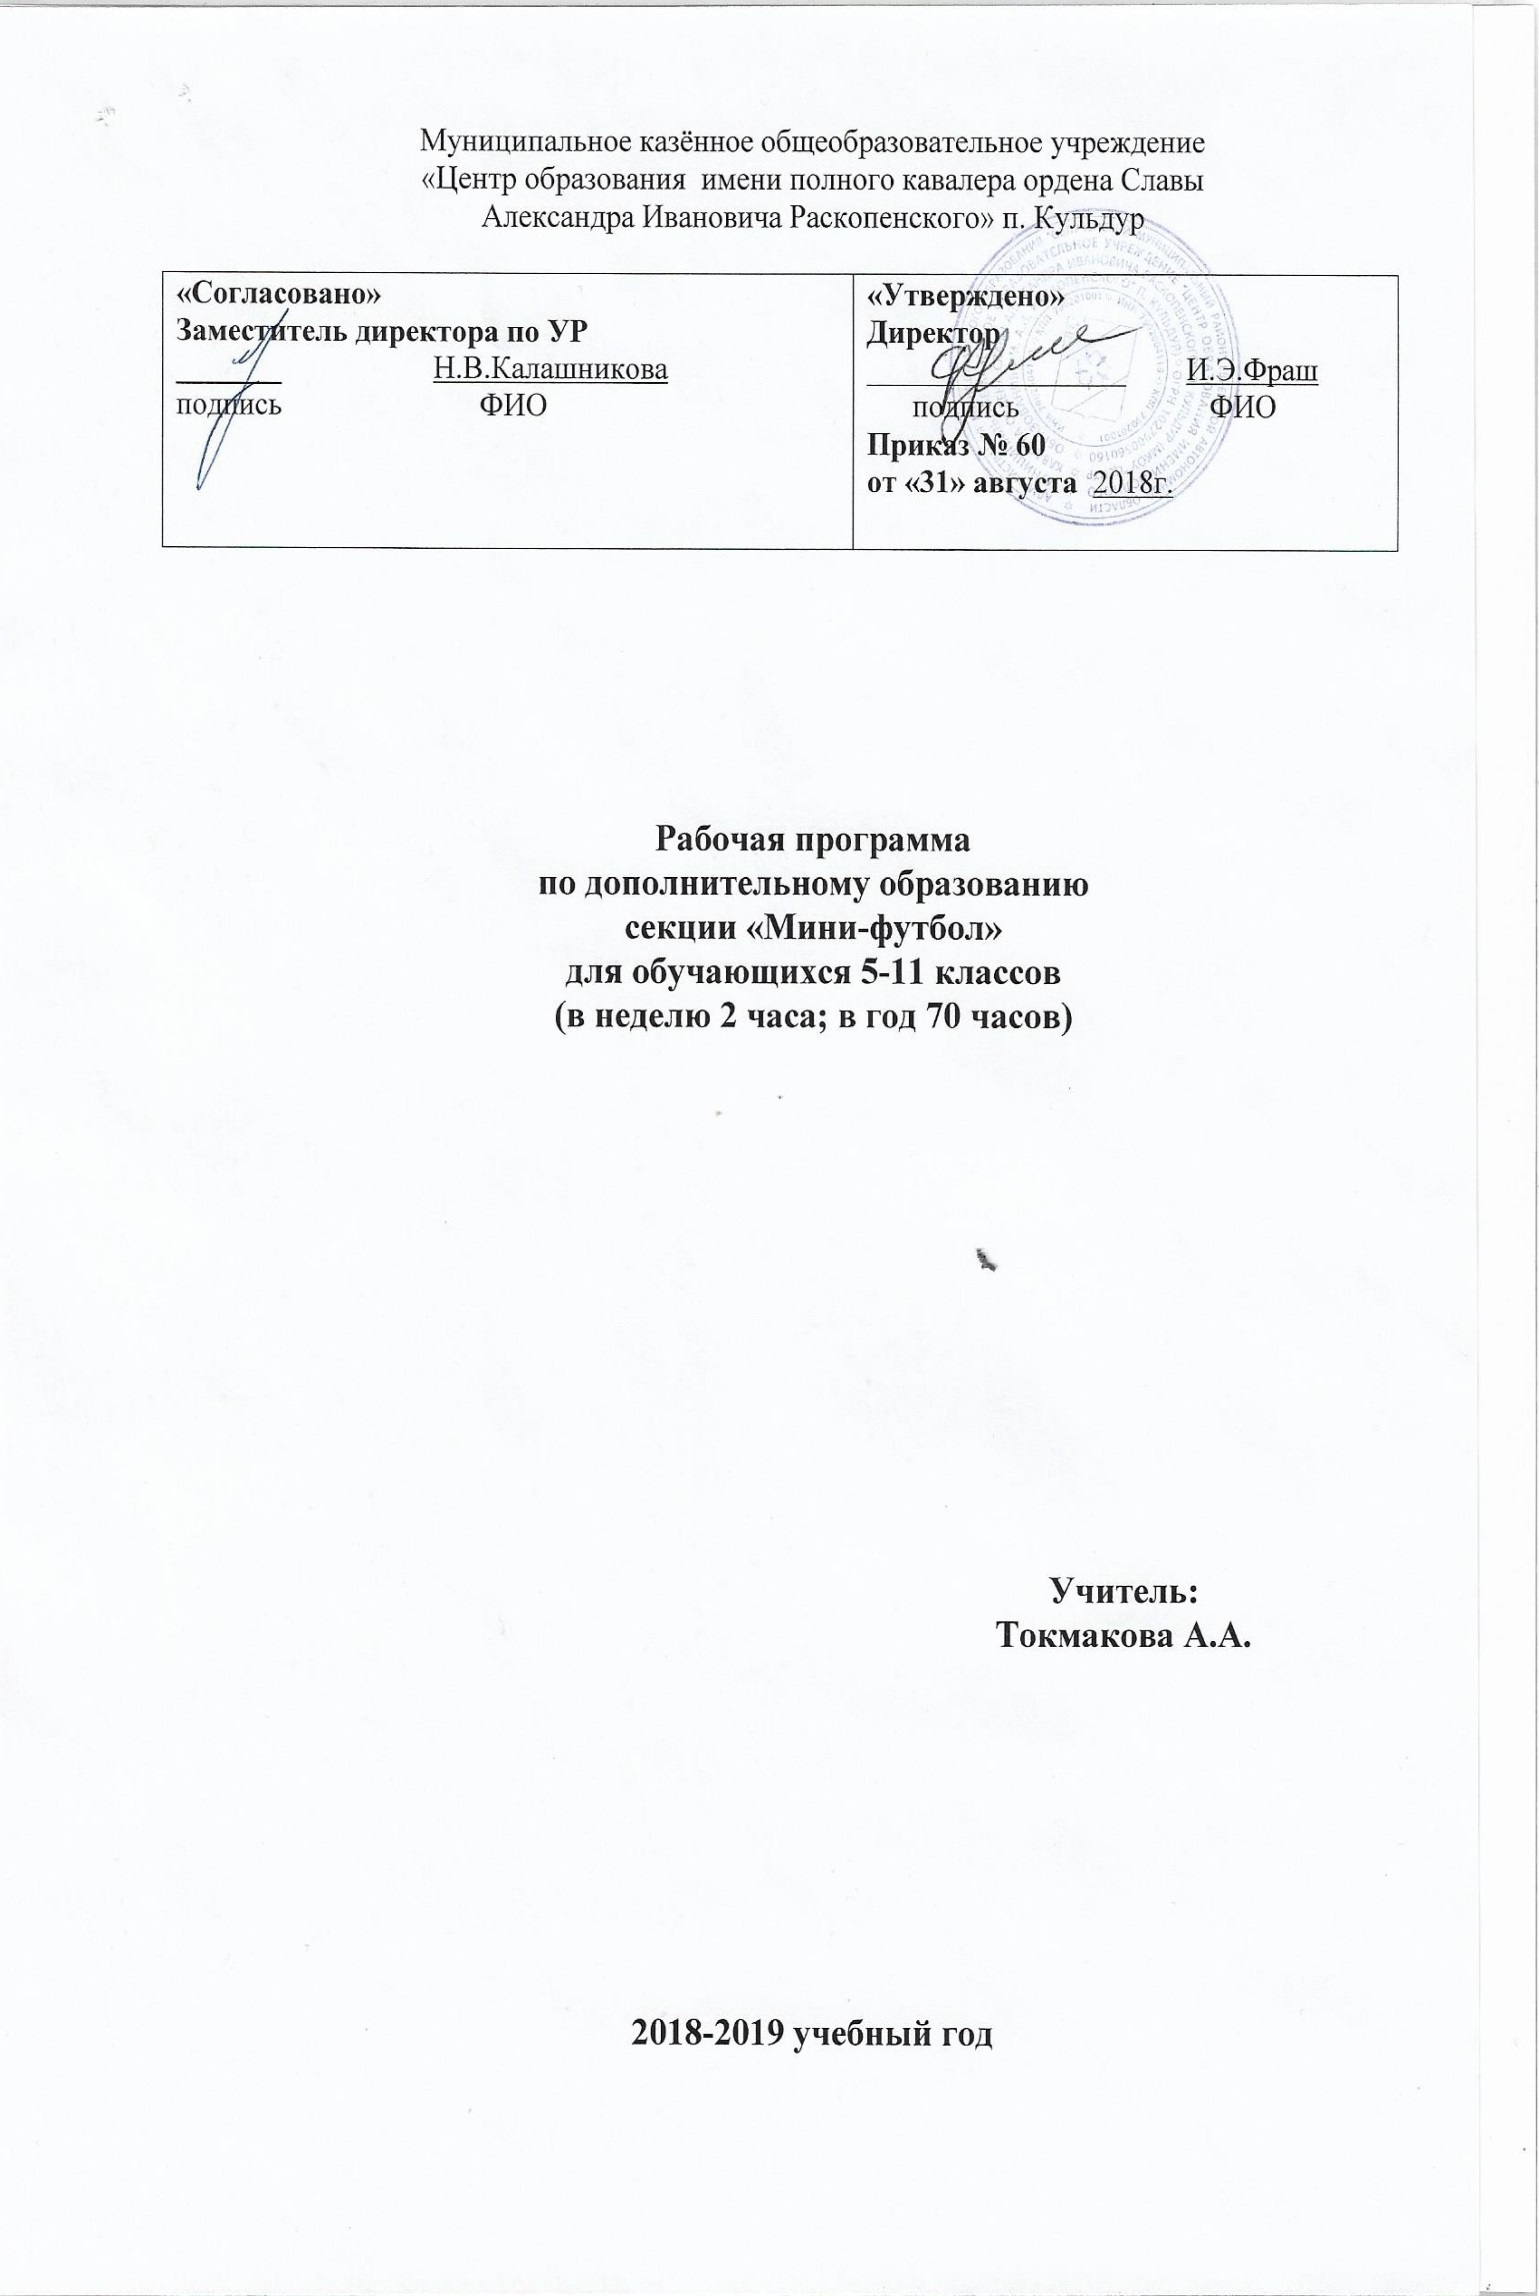 Муниципальное казённое общеобразовательное учреждение
«Центр образования имени полного кавалера ордена Славы
Александра Ивановича Раскопенского» п. Кульдур
«Согласовано»
Заместитель директора по УР
Н.В.Калашникова
подпись ФИО
«Утверждено»
Директор
И.Э.Фраш
подпись ФИО
Приказ № 60
от «31» августа 2018г.
Рабочая программа
по дополнительному образованию
секции «Мини-футбол»
для обучающихся 5-11 классов
(в неделю 2 часа; в год 70 часов)
Учитель:
Токмакова А.А.
2018-2019 учебный год